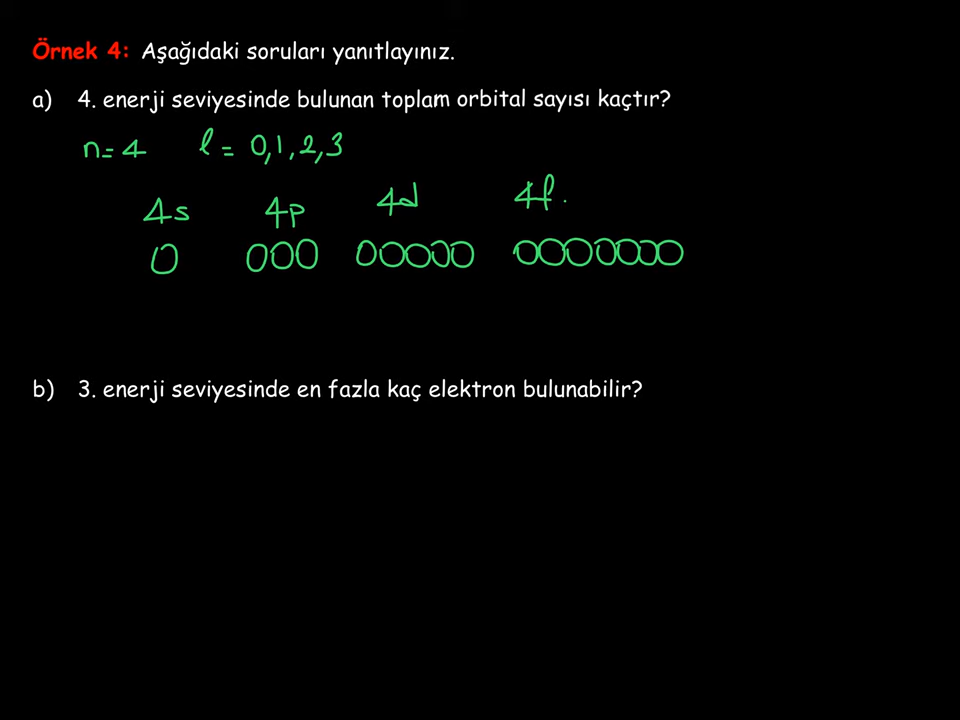 Örnek 4: Aşağıdaki soruları yanıtlayınız.
a) 4. enerji seviyesinde bulunan toplam orbital sayısı kaçtır?
n=4 l= 0,1,2,3
4s 4p 4d 4f
b) 3. enerji seviyesinde en fazla kaç elektron bulunabilir?